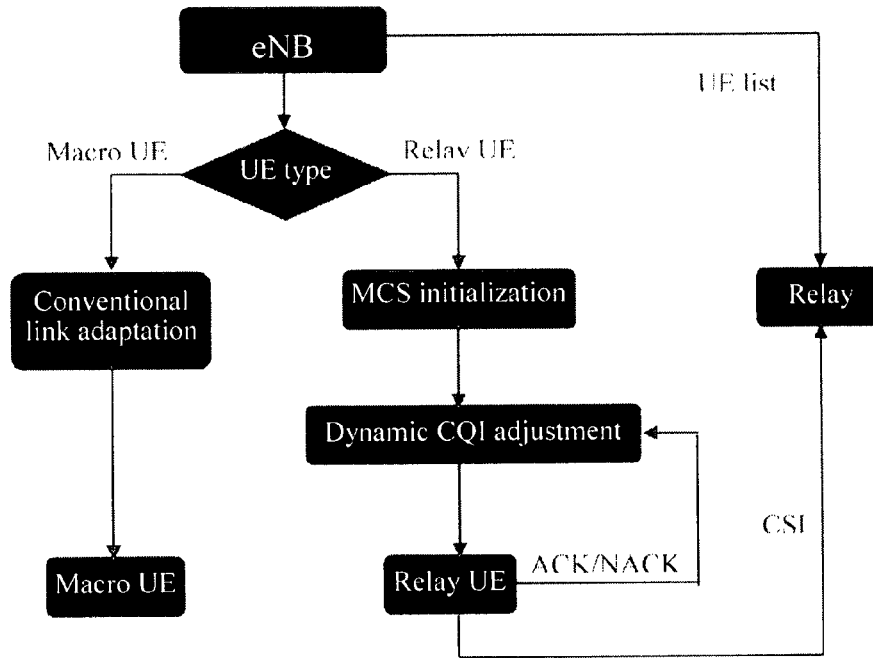 eNB
UE list
Macro UE
UE type
Relay UE
Conventional
link adaptation
MCS initialization
Relay
Dynamic CQI adjustment
CSI
Macro UE
Relay UE
ACK/NACK